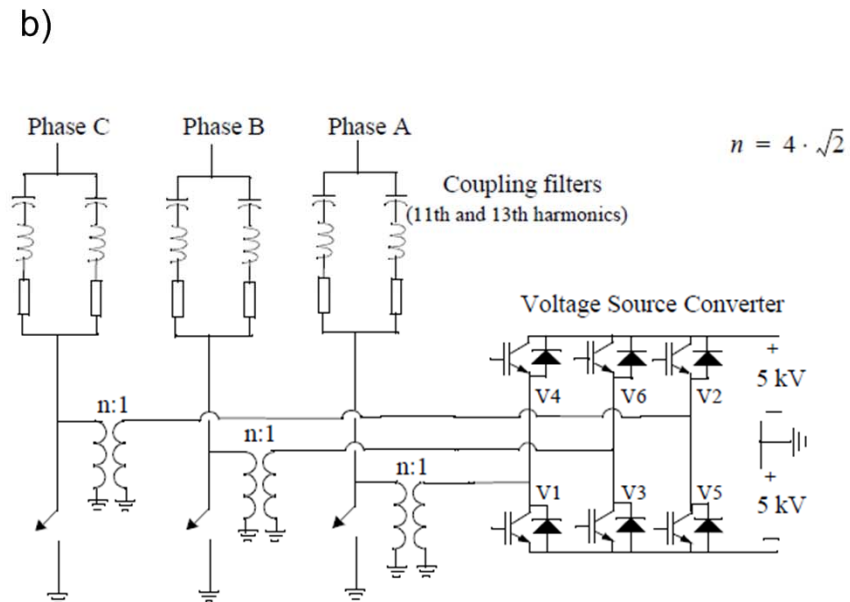 b)
Phase C
Phase B
Phase A
n = 4 · √2
Coupling filters
(11th and 13th harmonics)
Voltage Source Converter
+
5 kV
V4
V6
V2
−
n:1
n:1
n:1
+
V1
V3
V5
5 kV
−